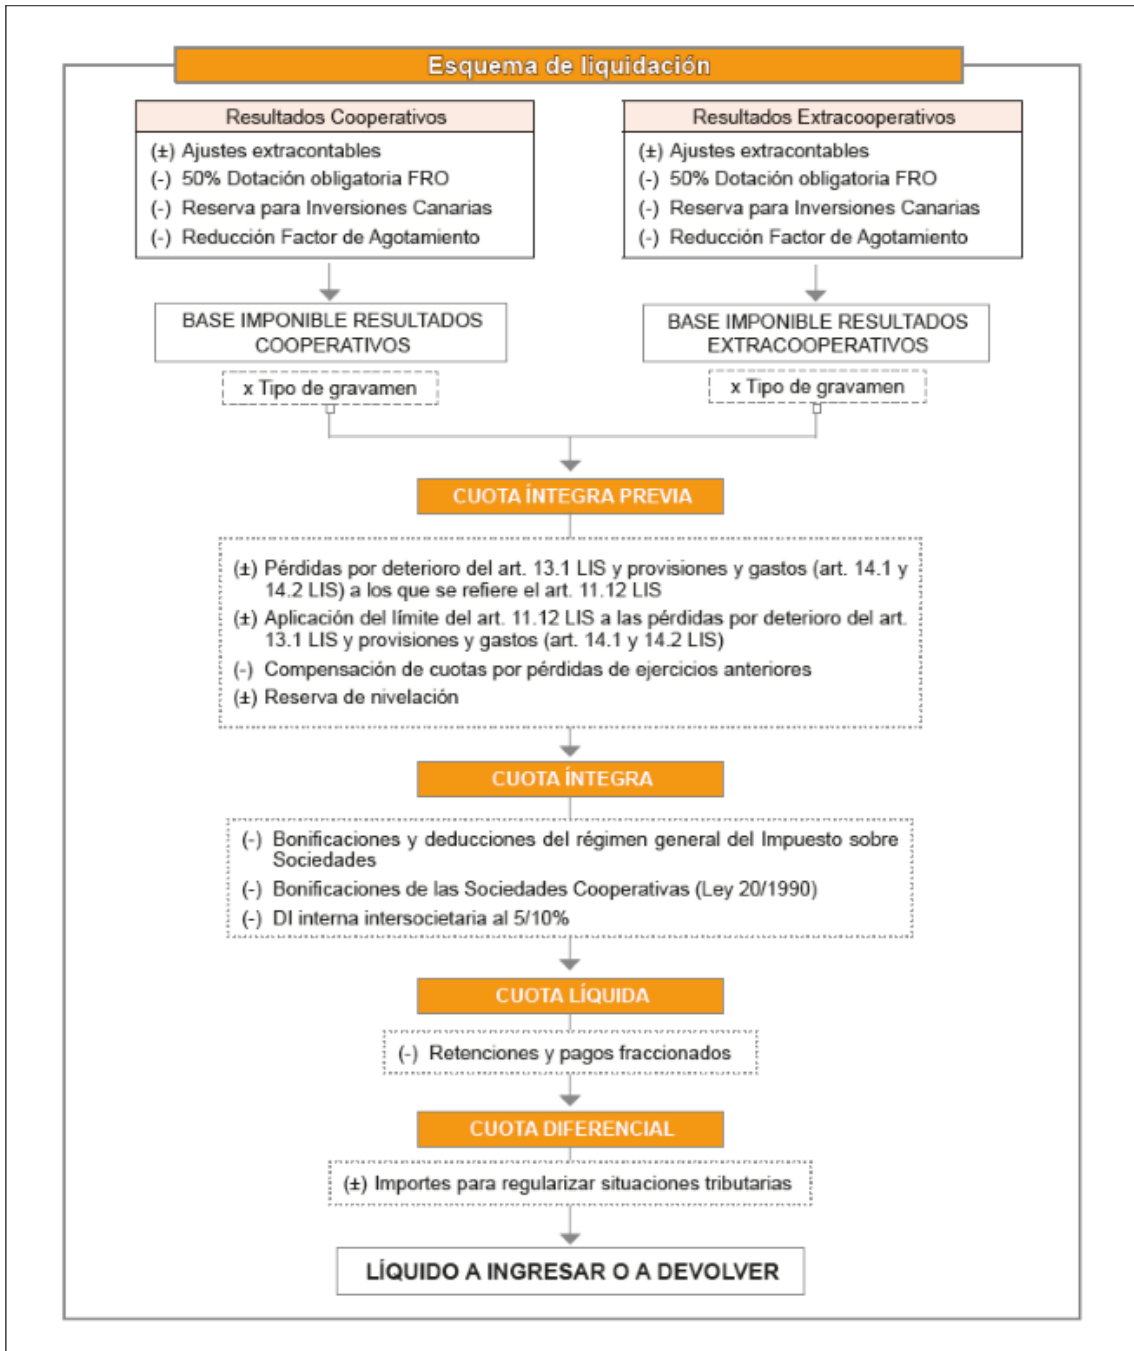 Esquema de liquidación
Resultados Cooperativos
(±) Ajustes extracontables
(-) 50% Dotación obligatoria FRO
(-) Reserva para Inversiones Canarias
(-) Reducción Factor de Agotamiento
Resultados Extracooperativos
(±) Ajustes extracontables
(-) 50% Dotación obligatoria FRO
(-) Reserva para Inversiones Canarias
(-) Reducción Factor de Agotamiento
BASE IMPONIBLE RESULTADOS
COOPERATIVOS
BASE IMPONIBLE RESULTADOS
EXTRACOOPERATIVOS
x Tipo de gravamen
x Tipo de gravamen
CUOTA ÍNTEGRA PREVIA
(±) Pérdidas por deterioro del art. 13.1 LIS y provisiones y gastos (art. 14.1 y
14.2 LIS) a los que se refiere el art. 11.12 LIS
(±) Aplicación del límite del art. 11.12 LIS a las pérdidas por deterioro del art.
13.1 LIS y provisiones y gastos (art. 14.1 y 14.2 LIS)
(-) Compensación de cuotas por pérdidas de ejercicios anteriores
(±) Reserva de nivelación
CUOTA ÍNTEGRA
(-) Bonificaciones y deducciones del régimen general del Impuesto sobre
Sociedades
(-) Bonificaciones de las Sociedades Cooperativas (Ley 20/1990)
(-) DI interna intersocietaria al 5/10%
CUOTA LÍQUIDA
(-) Retenciones y pagos fraccionados
CUOTA DIFERENCIAL
(±) Importes para regularizar situaciones tributarias
LÍQUIDO A INGRESAR O A DEVOLVER